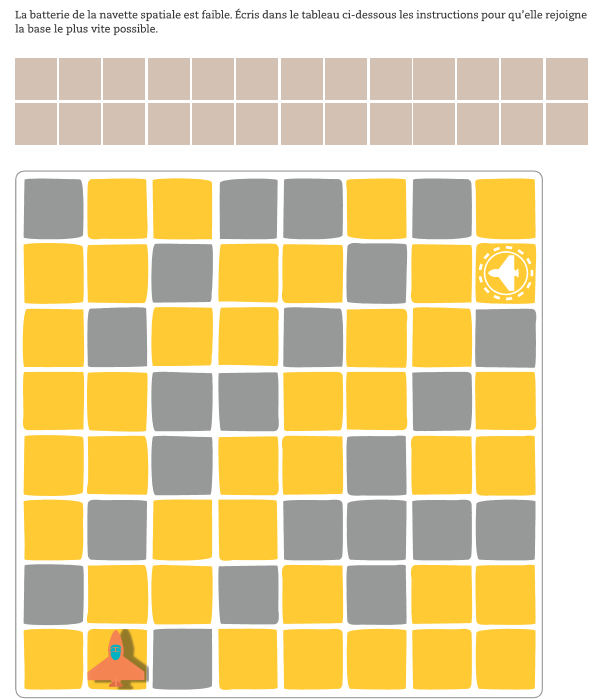 La batterie de la navette spatiale est faible. Écris dans le tableau ci-dessous les instructions pour qu'elle rejoigne
la base le plus vite possible.